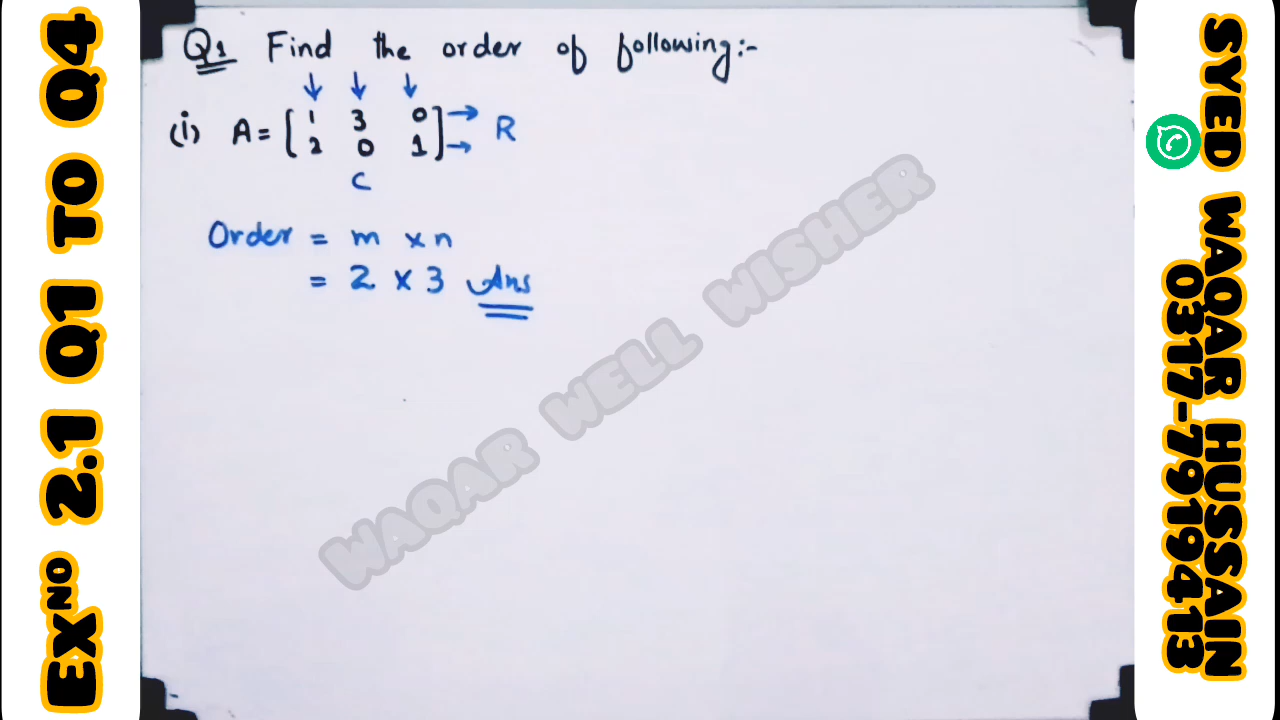 Exᴺᴼ 2.1 Q1 TO Q4
Q1 Find the order of following:-
(i) A = [ 1 3 0 ] → R
2 0 1 →
C
Order = m x n
= 2 x 3 Ans
WAQAR WELL WISHER
SYED WAQAR HUSSAIN
0317-7919413